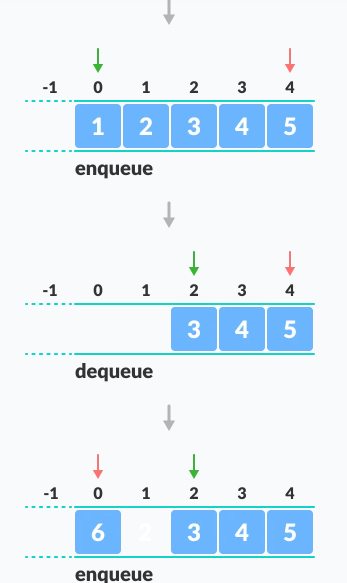 -1 0 1 2 3 4
1 2 3 4 5
enqueue
-1 0 1 2 3 4
3 4 5
dequeue
-1 0 1 2 3 4
6 2 3 4 5
enqueue